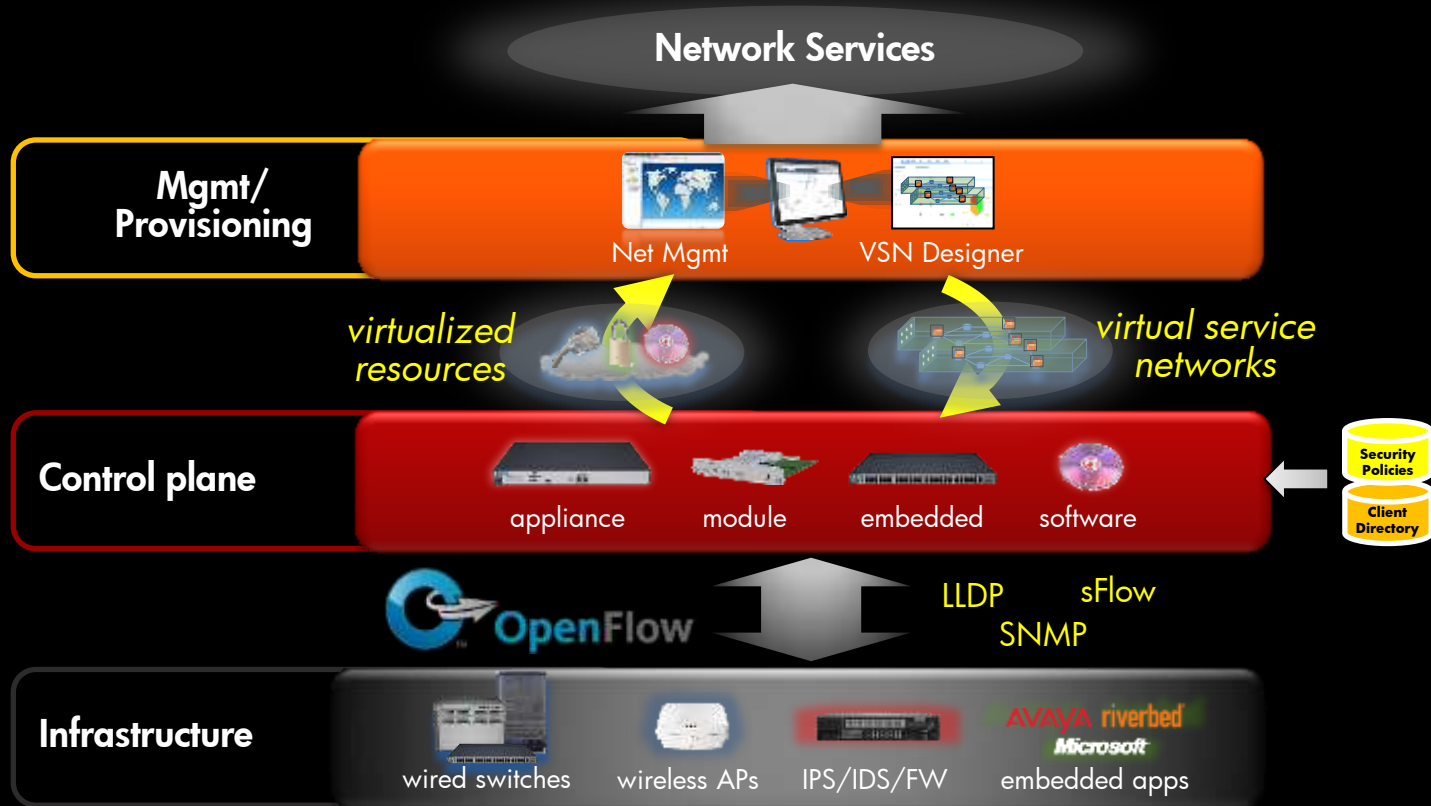 Network Services
Mgmt/
Provisioning
Net Mgmt
VSN Designer
virtualized
resources
virtual service
networks
Control plane
appliance
module
embedded
software
Security
Policies
Client
Directory
OpenFlow
LLDP
sFlow
SNMP
Infrastructure
AVAYA riverbed
Microsoft
wired switches
wireless APs
IPS/IDS/FW
embedded apps